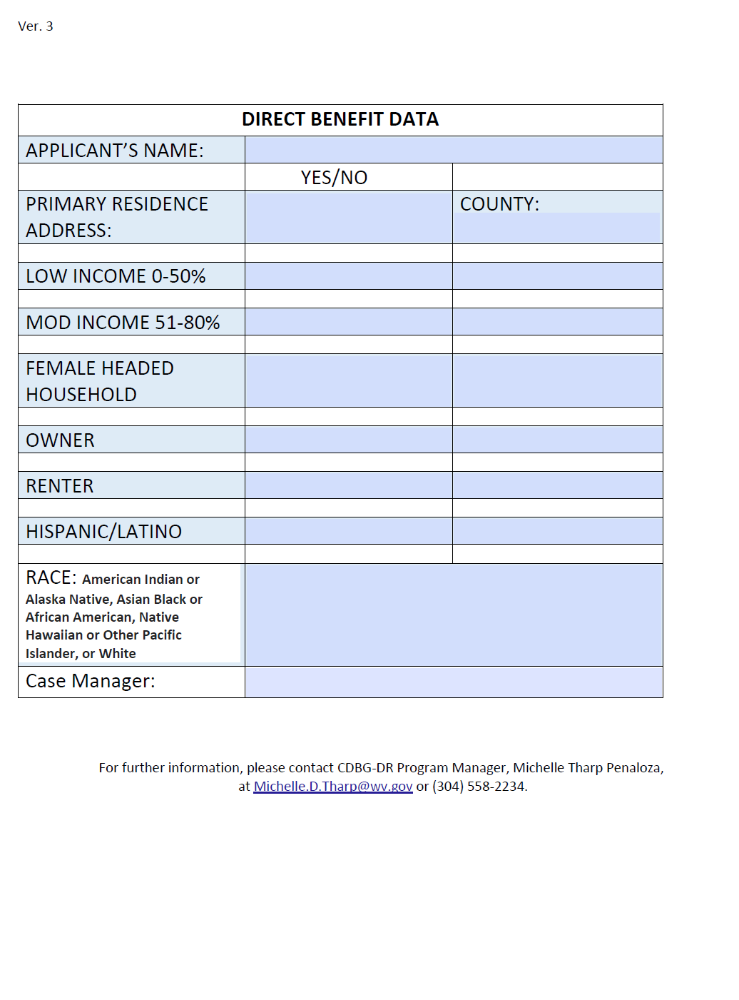 Ver. 3
DIRECT BENEFIT DATA
APPLICANT’S NAME:
YES/NO
PRIMARY RESIDENCE
ADDRESS:
COUNTY:
LOW INCOME 0-50%
MOD INCOME 51-80%
FEMALE HEADED
HOUSEHOLD
OWNER
RENTER
HISPANIC/LATINO
RACE: American Indian or
Alaska Native, Asian Black or
African American, Native
Hawaiian or Other Pacific
Islander, or White
Case Manager:
For further information, please contact CDBG-DR Program Manager, Michelle Tharp Penaloza,
at Michelle.D.Tharp@wv.gov or (304) 558-2234.